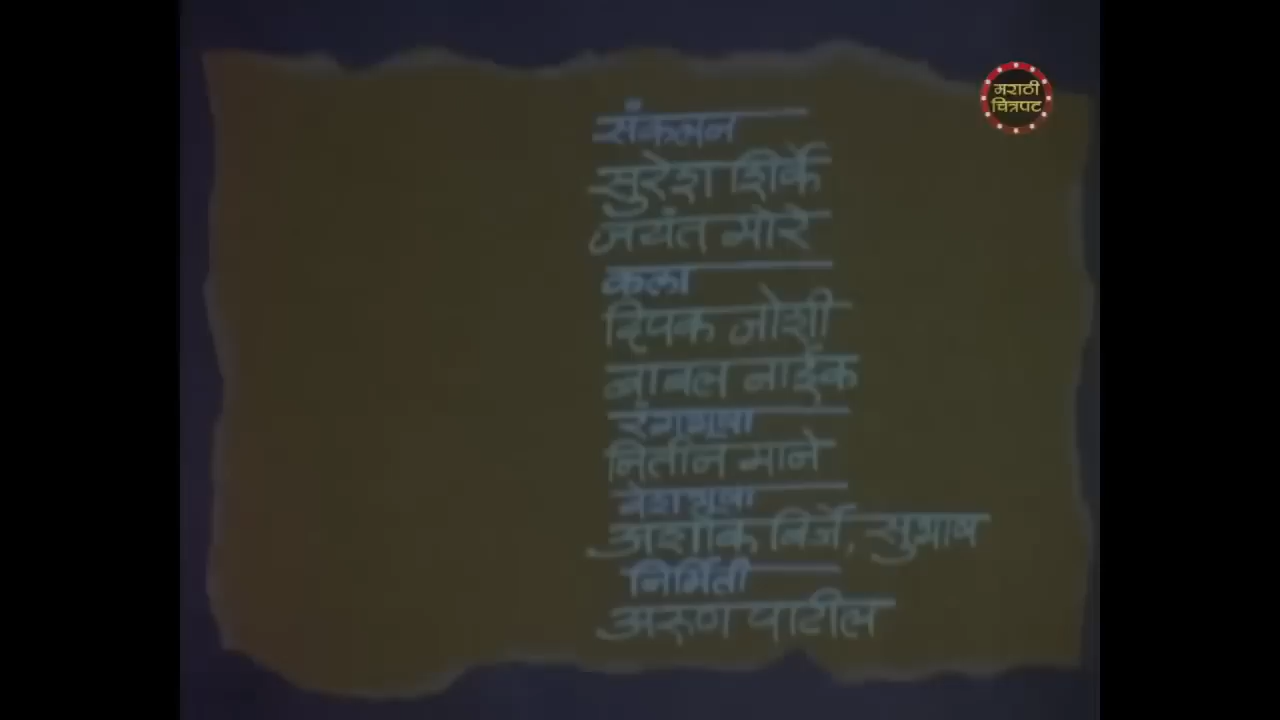 मराठी
चित्रपट
संकलन
सुरेश शिर्के
जयंत मोरे
कला
दिपक जोशी
बाबल नाईक
रंगभूषा
नितीन माने
वेशभूषा
अशोक बिर्जे, सुभाष
निर्मिती
अरुण पाटील